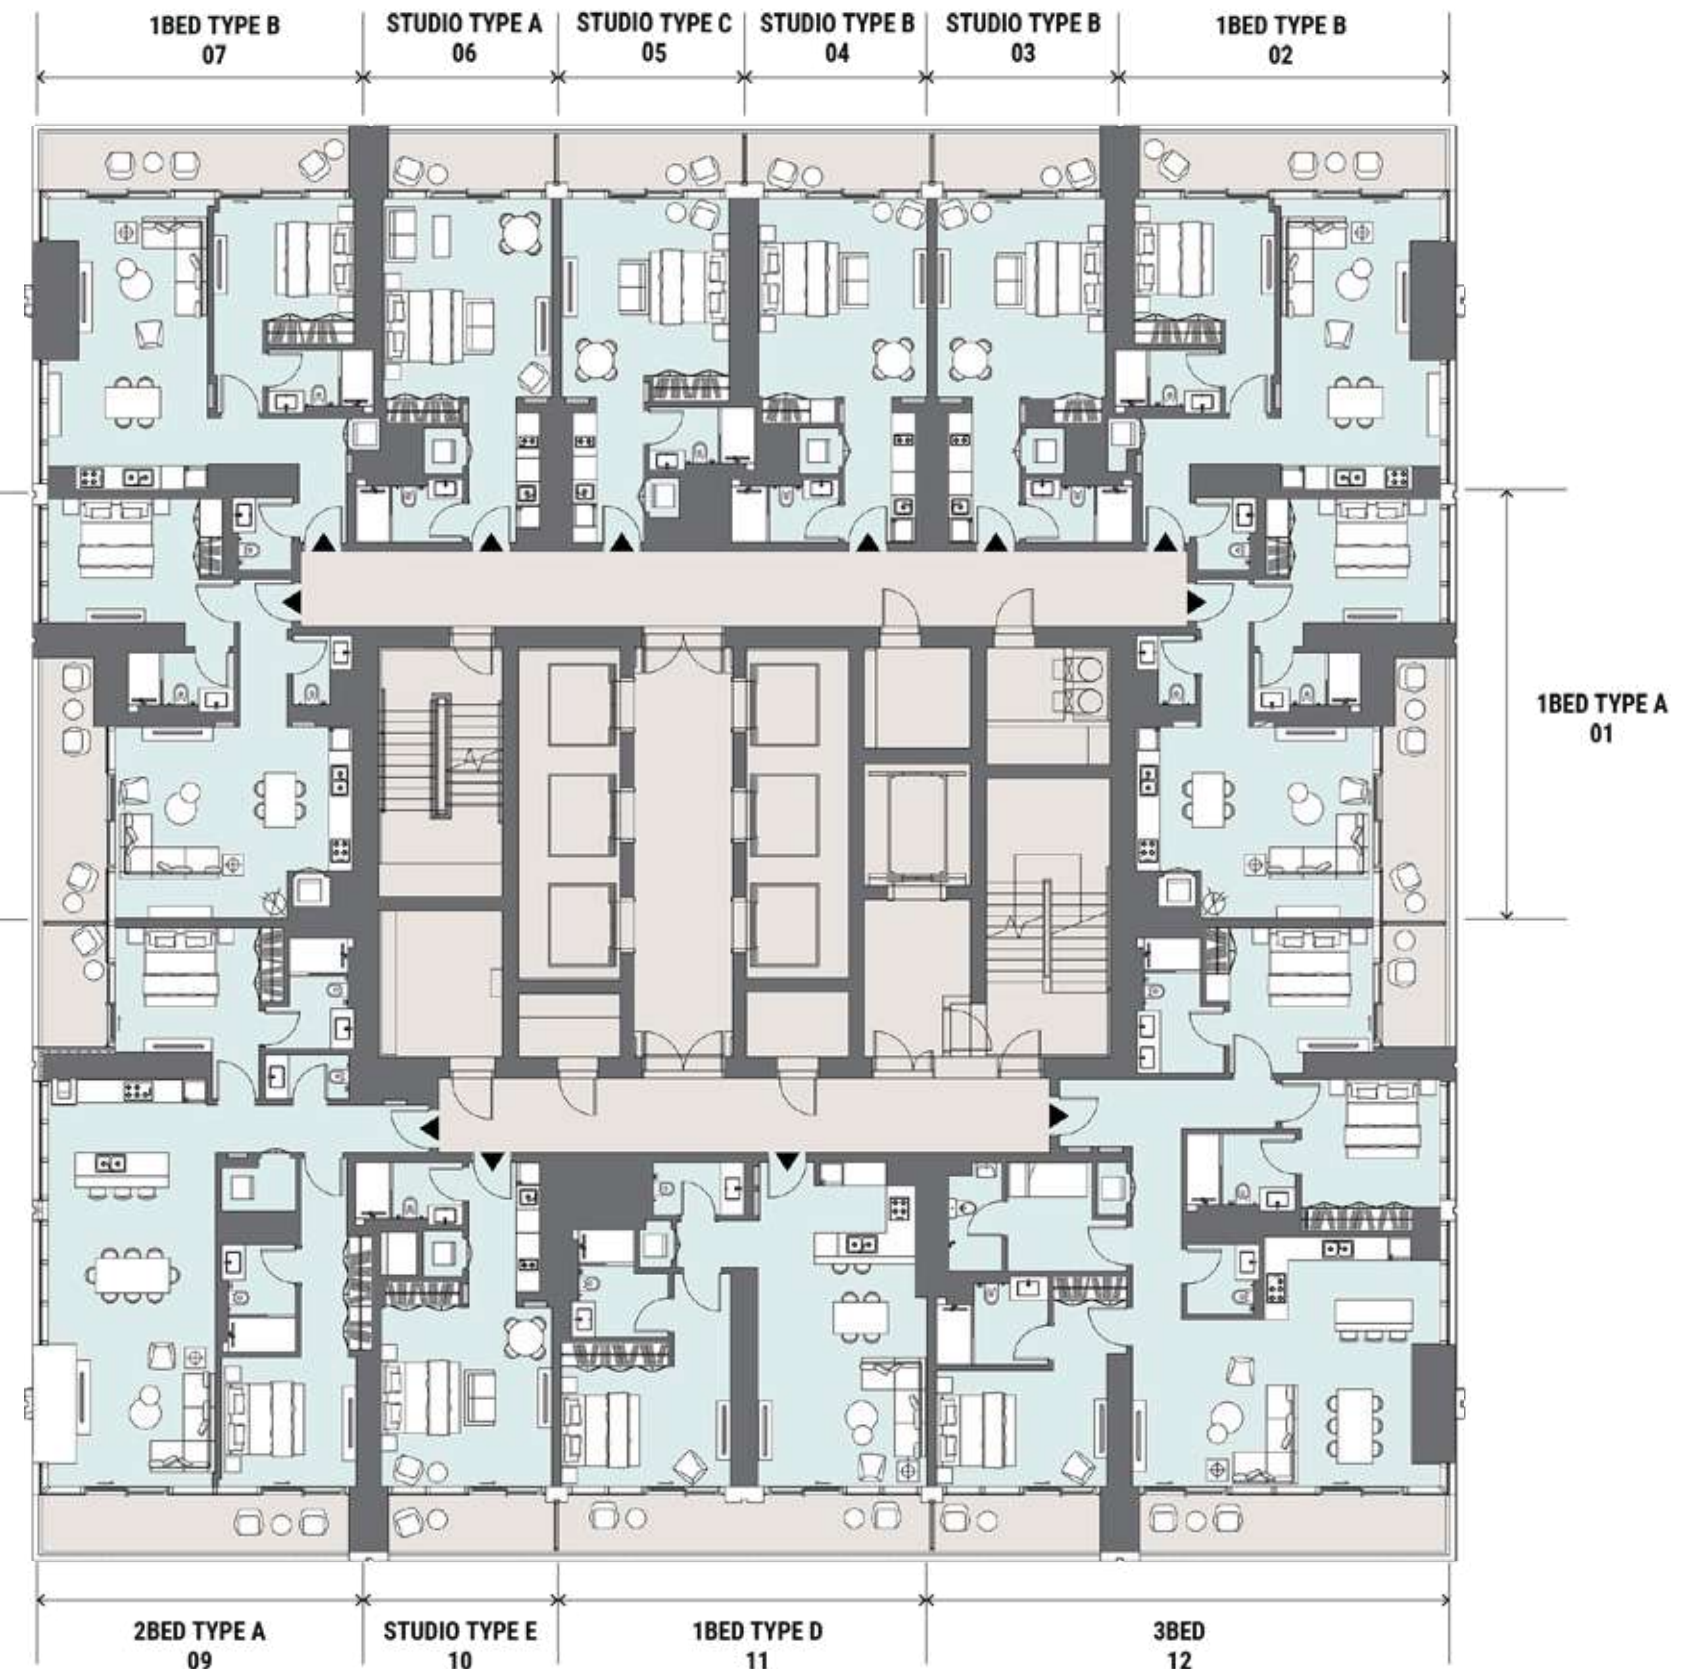 1BED TYPE B
07
STUDIO TYPE A
06
STUDIO TYPE C
05
STUDIO TYPE B
04
STUDIO TYPE B
03
1BED TYPE B
02
1BED TYPE A
01
2BED TYPE A
09
STUDIO TYPE E
10
1BED TYPE D
11
3BED
12